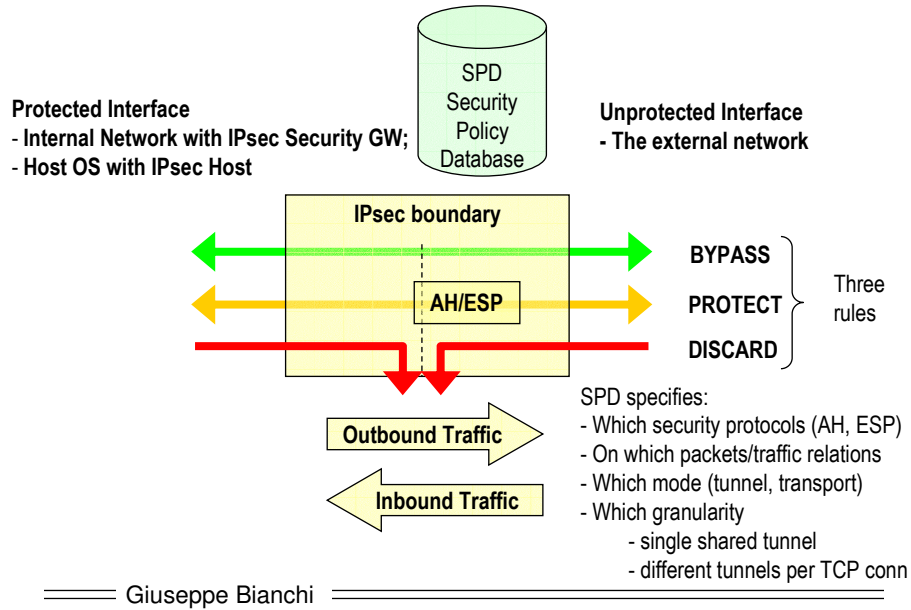 SPD
Security
Policy
Database
Protected Interface
- Internal Network with IPsec Security GW;
- Host OS with IPsec Host
Unprotected Interface
- The external network
IPsec boundary
BYPASS
AH/ESP
PROTECT
DISCARD
Three
rules
Outbound Traffic
Inbound Traffic
SPD specifies:
- Which security protocols (AH, ESP)
- On which packets/traffic relations
- Which mode (tunnel, transport)
- Which granularity
- single shared tunnel
- different tunnels per TCP conn
Giuseppe Bianchi